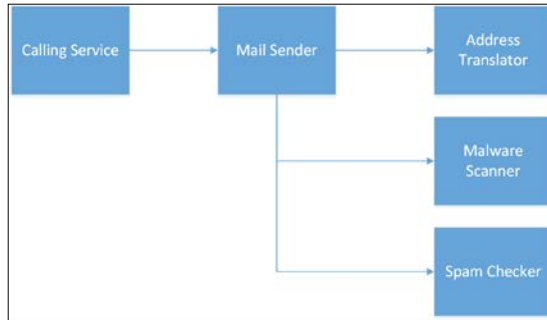 Calling Service
Mail Sender
Address
Translator
Malware
Scanner
Spam Checker